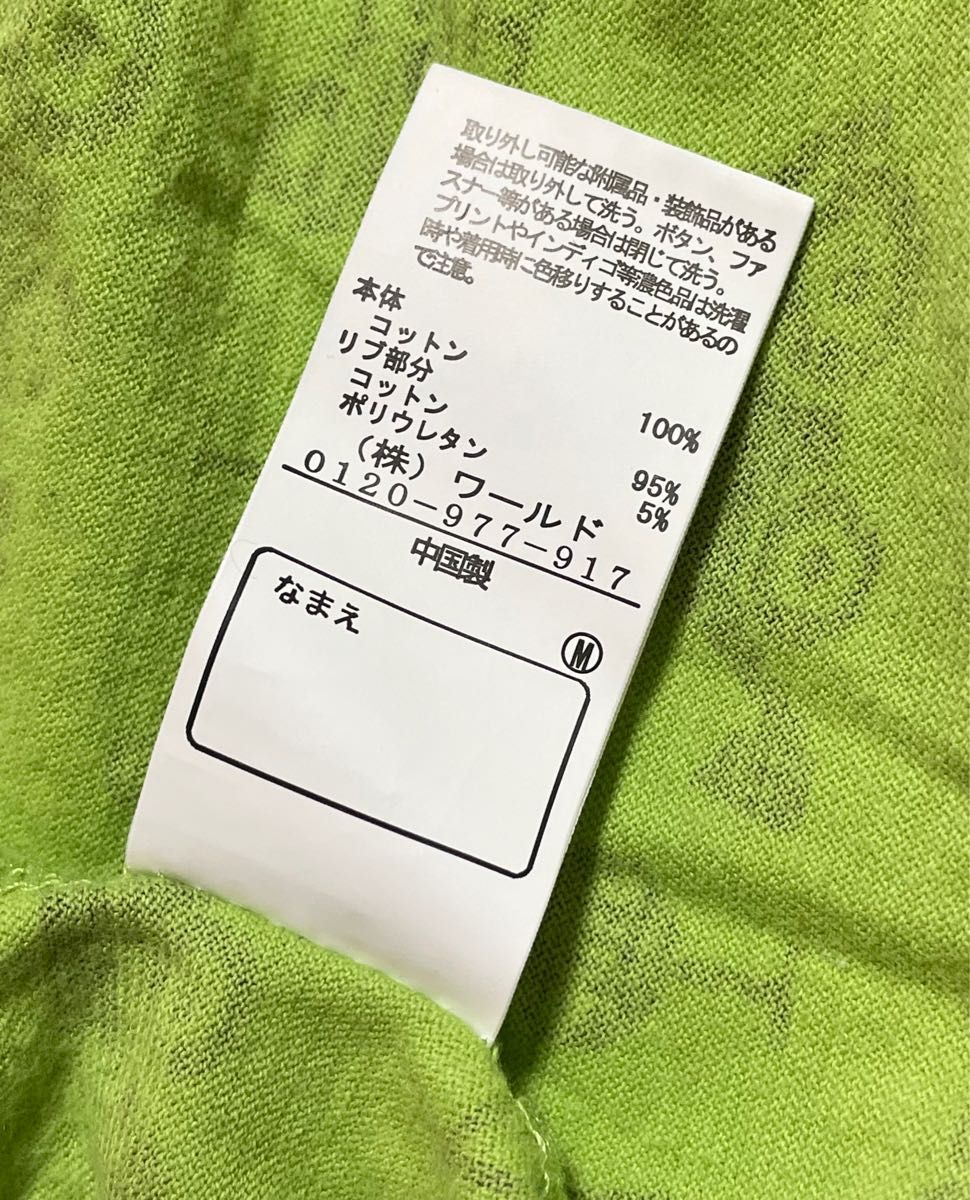 取り外し可能な附属品・装飾品がある
場合は取り外して洗う。ボタン、ファ
スナー等がある場合は閉じて洗う。
プリントやインディゴ等濃色品は洗濯
時や着用時に色移りすることがあるの
で注意。
本体
コットン 100%
リブ部分
コットン 95%
ポリウレタン 5%
(株)ワールド
0120-977-917
中国製
Ⓜ
なまえ